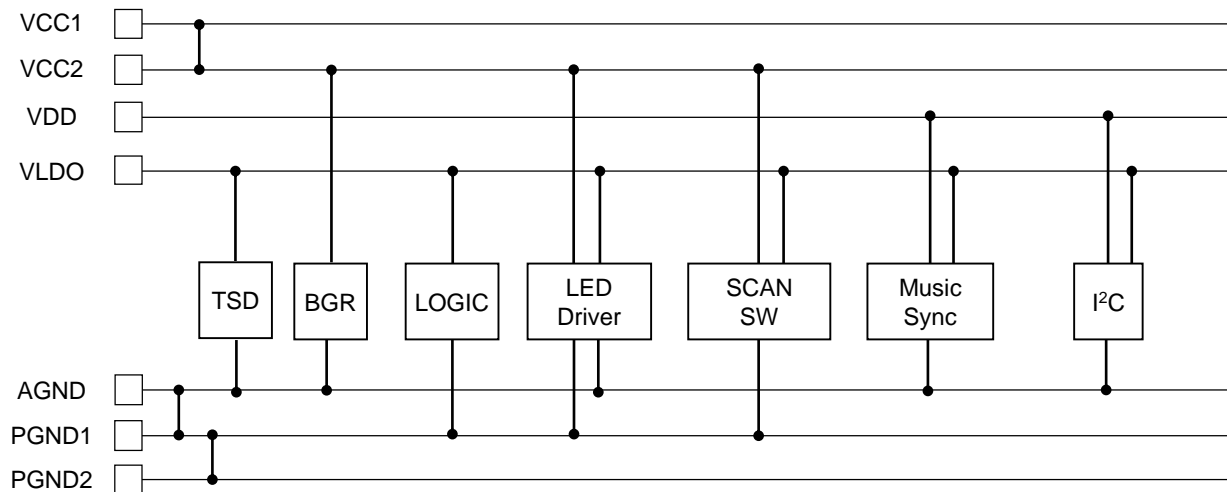 VCC1
VCC2
VDD
VLDO
TSD
BGR
LOGIC
LED
Driver
SCAN
SW
Music
Sync
I²C
AGND
PGND1
PGND2